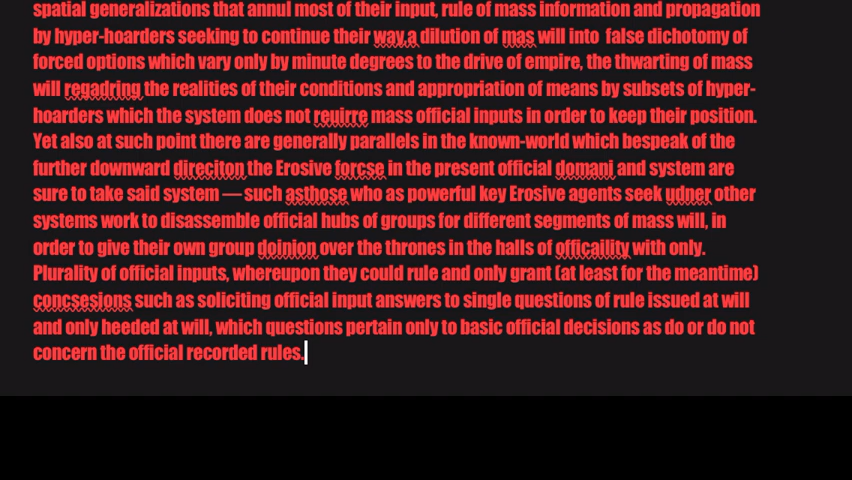 spatial generalizations that annul most of their input, rule of mass information and propagation
by hyper-hoarders seeking to continue their way,a dilution of mas will into  false dichotomy of
forced options which vary only by minute degrees to the drive of empire, the thwarting of mass
will regadring the realities of their conditions and appropriation of means by subsets of hyper-
hoarders which the system does not reuirre mass official inputs in order to keep their position.
Yet also at such point there are generally parallels in the known-world which bespeak of the
further downward direciton the Erosive forcse in the present official domani and system are
sure to take said system — such asthose who as powerful key Erosive agents seek udner other
systems work to disassemble official hubs of groups for different segments of mass will, in
order to give their own group doinion over the thrones in the halls of officaility with only.
Plurality of official inputs, whereupon they could rule and only grant (at least for the meantime)
concsesions such as soliciting official input answers to single questions of rule issued at will
and only heeded at will, which questions pertain only to basic official decisions as do or do not
concern the official recorded rules.